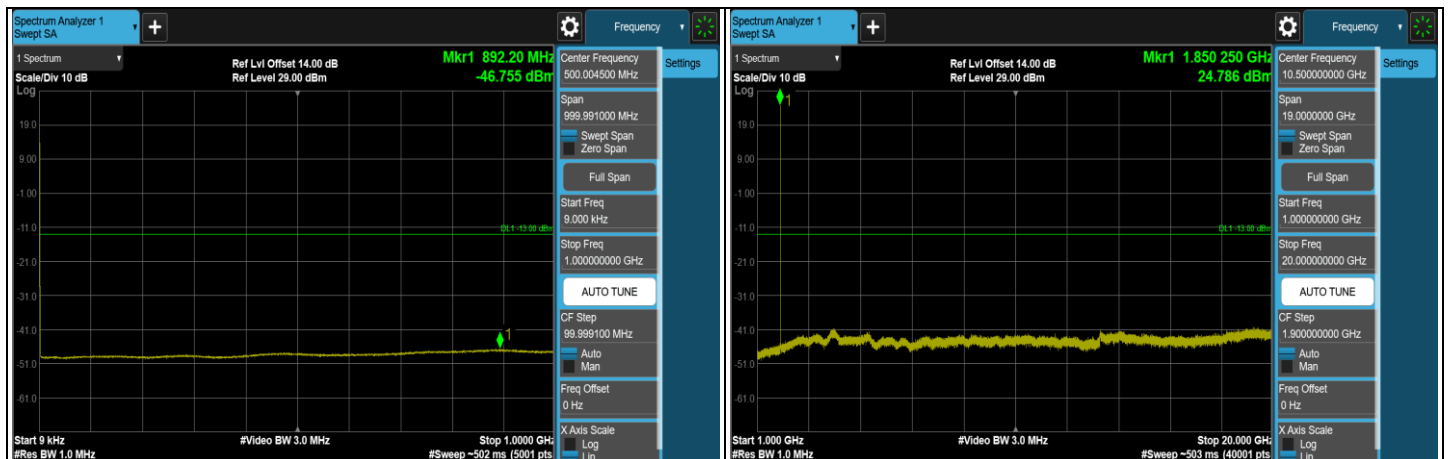 Spectrum Analyzer 1
Swept SA
+
Frequency
1 Spectrum
Scale/Div 10 dB
Log
Ref Lvl Offset 14.00 dB
Ref Level 29.00 dBm
Mkr1 892.20 MHz
-46.755 dBm
19.0
9.00
-1.00
-11.0
-21.0
-31.0
-41.0
-51.0
-61.0
DL1 -13.00 dBm
1
Start 9 kHz
#Res BW 1.0 MHz
#Video BW 3.0 MHz
Stop 1.0000 GHz
#Sweep ~502 ms (5001 pts)
Center Frequency
500.004500 MHz
Span
999.991000 MHz
Swept Span
Zero Span
Full Span
Start Freq
9.000 kHz
Stop Freq
1.000000000 GHz
AUTO TUNE
CF Step
99.999100 MHz
Auto
Man
Freq Offset
0 Hz
X Axis Scale
Log
Lin
Settings
Spectrum Analyzer 1
Swept SA
+
Frequency
1 Spectrum
Scale/Div 10 dB
Log
Ref Lvl Offset 14.00 dB
Ref Level 29.00 dBm
Mkr1 1.850 250 GHz
24.786 dBm
19.0
9.00
-1.00
-11.0
-21.0
-31.0
-41.0
-51.0
-61.0
DL1 -13.00 dBm
1
Start 1.000 GHz
#Res BW 1.0 MHz
#Video BW 3.0 MHz
Stop 20.000 GHz
#Sweep ~503 ms (40001 pts)
Center Frequency
10.500000000 GHz
Span
19.0000000 GHz
Swept Span
Zero Span
Full Span
Start Freq
1.000000000 GHz
Stop Freq
20.000000000 GHz
AUTO TUNE
CF Step
1.900000000 GHz
Auto
Man
Freq Offset
0 Hz
X Axis Scale
Log
Lin
Settings